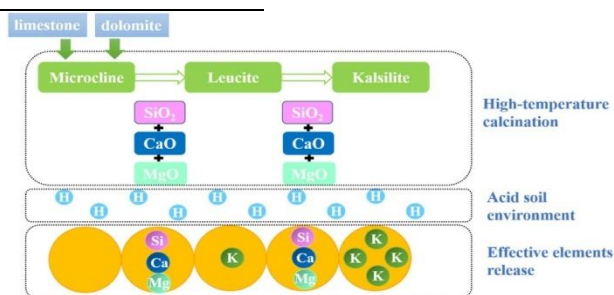 limestone dolomite
Microcline Leucite Kalsilite
SiO₂ SiO₂
+ +
CaO CaO
+ +
MgO MgO
High-temperature
calcination
H H H H H
H H H H H
Acid soil
environment
Si Si K
Ca K Ca K K
Mg Mg K
Effective elements
release